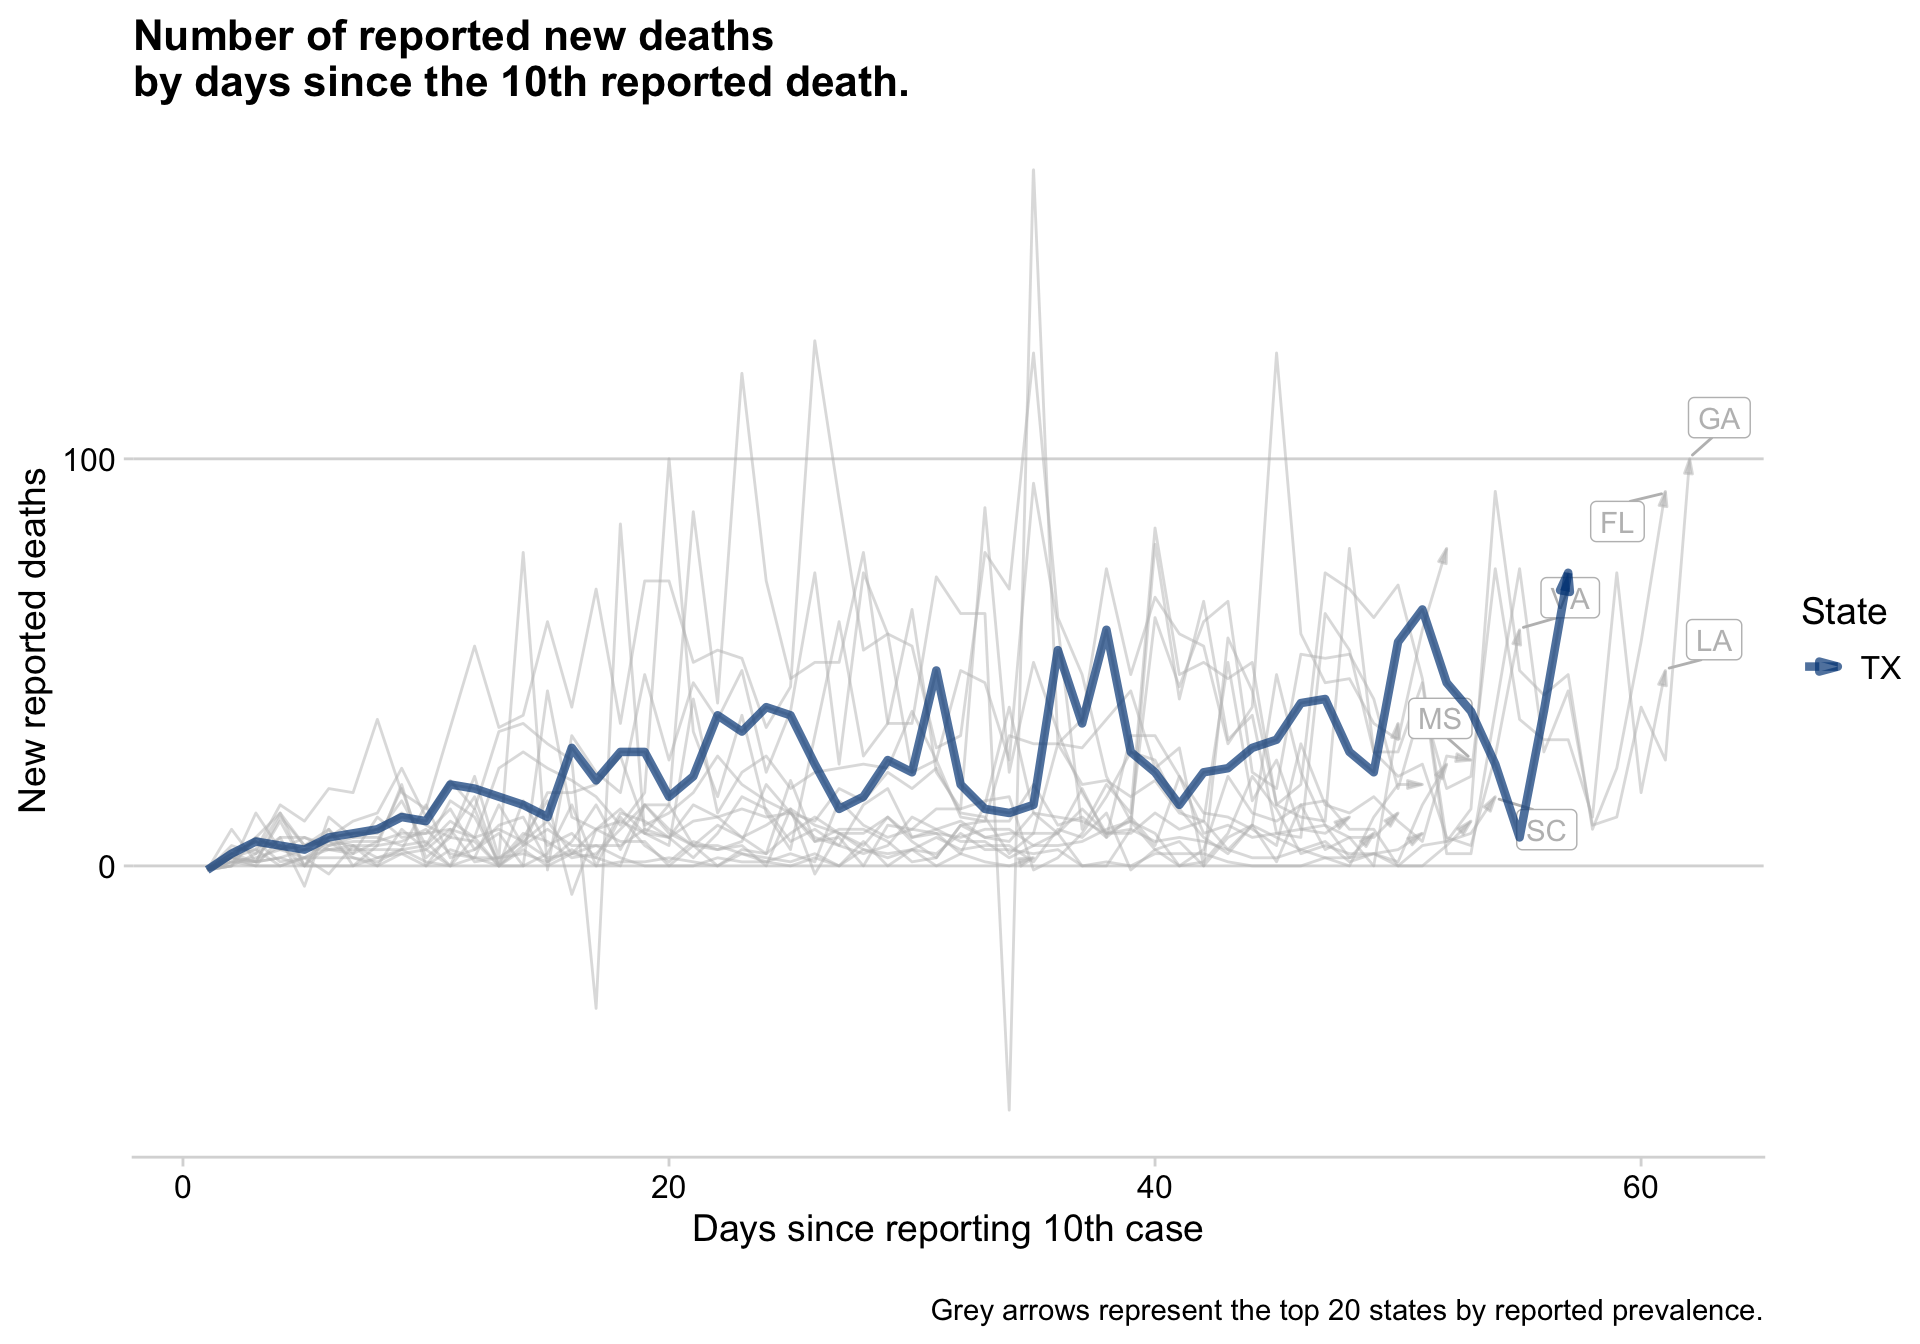 Number of reported new deaths
by days since the 10th reported death.
New reported deaths
100
0
GA
FL
VA
LA
MS
SC
State
TX
0
20
40
60
Days since reporting 10th case
Grey arrows represent the top 20 states by reported prevalence.